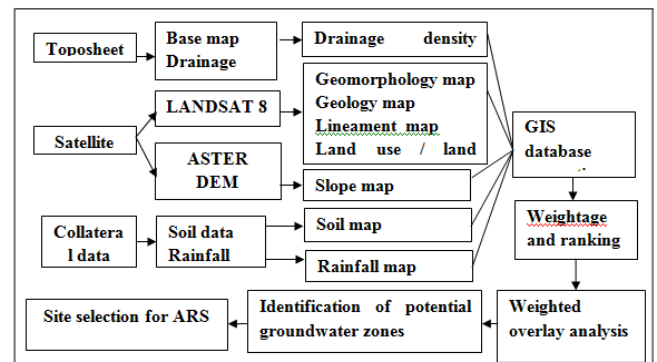 Toposheet
Base map
Drainage
Drainage density
Satellite
LANDSAT 8
Geomorphology map
Geology map
Lineament map
Land use / land
ASTER
DEM
Slope map
Collatera
l data
Soil data
Rainfall
Soil map
Rainfall map
GIS
database
Weightage
and ranking
Weighted
overlay analysis
Identification of potential
groundwater zones
Site selection for ARS